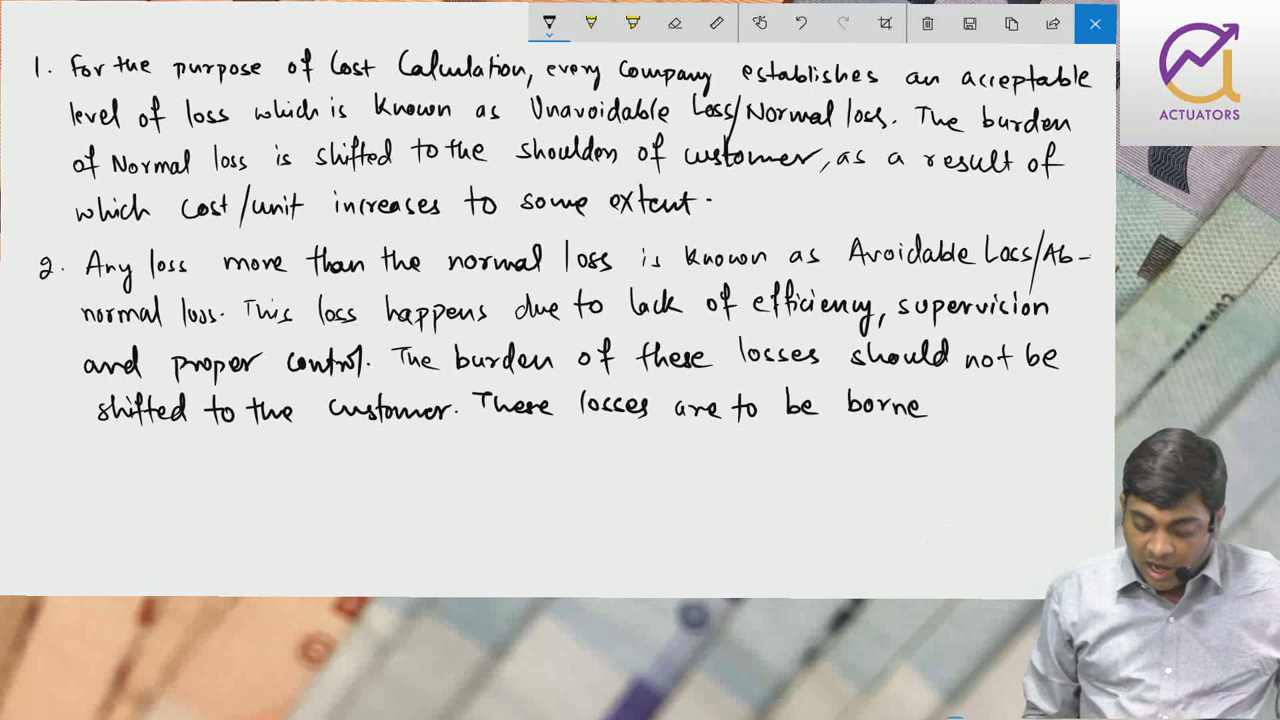 ACTUATORS
1. For the purpose of Cost Calculation, every Company establishes an acceptable
level of loss which is known as Unavoidable Loss/Normal loss. The burden
of Normal loss is shifted to the shoulder of customer, as a result of
which cost/unit increases to some extent.
2. Any loss more than the normal loss is known as Avoidable Loss/Ab-
normal loss. This loss happens due to lack of efficiency, supervision
and proper control. The burden of these losses should not be
shifted to the customer. These losses are to be borne